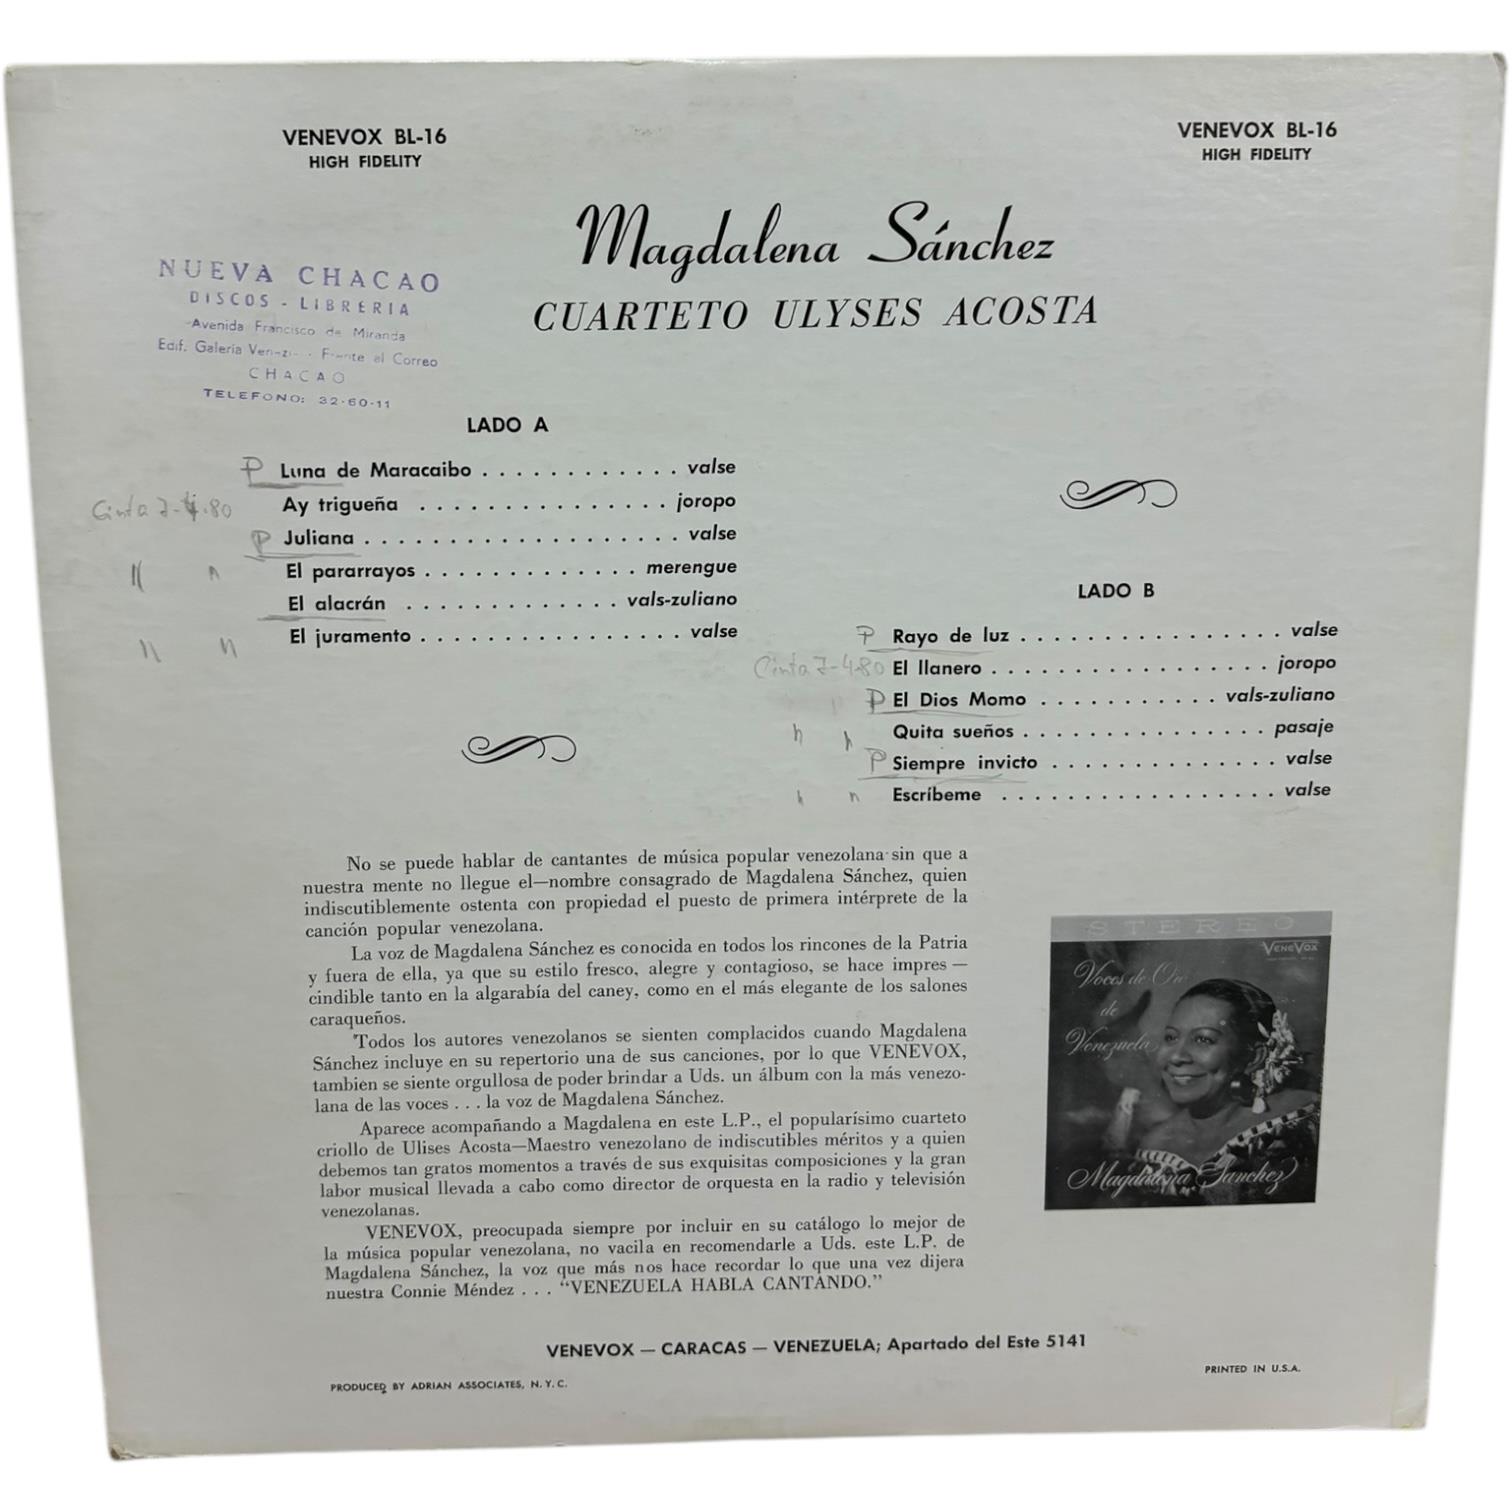 VENEVOX BL-16
HIGH FIDELITY
VENEVOX BL-16
HIGH FIDELITY
Magdalena Sánchez
CUARTETO ULYSES ACOSTA
NUEVA CHACAO
DISCOS - LIBRERIA
Avenida Francisco de Miranda
Edif. Galeria Frente al Correo
CHACAO
TELEFONO: 32-60-11
LADO A
P Luna de Maracaibo . . . . . . . . . . . . valse
Cinta 7-4-80 Ay trigueña . . . . . . . . . . . . . . . joropo
P Juliana . . . . . . . . . . . . . . . . . . . valse
" " El pararrayos . . . . . . . . . . . . . merengue
El alacrán . . . . . . . . . . . . . vals-zuliano
" " El juramento . . . . . . . . . . . . . . . . valse
LADO B
P Rayo de luz . . . . . . . . . . . . . . . . valse
Cinta 7-4-80 El llanero . . . . . . . . . . . . . . . . . joropo
P El Dios Momo . . . . . . . . . . . vals-zuliano
" " Quita sueños . . . . . . . . . . . . . . . pasaje
P Siempre invicto . . . . . . . . . . . . . . valse
" " Escríbeme . . . . . . . . . . . . . . . . . valse
No se puede hablar de cantantes de música popular venezolana sin que a
nuestra mente no llegue el—nombre consagrado de Magdalena Sánchez, quien
indiscutiblemente ostenta con propiedad el puesto de primera intérprete de la
canción popular venezolana.
La voz de Magdalena Sánchez es conocida en todos los rincones de la Patria
y fuera de ella, ya que su estilo fresco, alegre y contagioso, se hace impres —
cindible tanto en la algarabía del caney, como en el más elegante de los salones
caraqueños.
Todos los autores venezolanos se sienten complacidos cuando Magdalena
Sánchez incluye en su repertorio una de sus canciones, por lo que VENEVOX,
tambien se siente orgullosa de poder brindar a Uds. un álbum con la más venezo-
lana de las voces . . . la voz de Magdalena Sánchez.
Aparece acompañando a Magdalena en este L.P., el popularísimo cuarteto
criollo de Ulises Acosta—Maestro venezolano de indiscutibles méritos y a quien
debemos tan gratos momentos a través de sus exquisitas composiciones y la gran
labor musical llevada a cabo como director de orquesta en la radio y televisión
venezolanas.
VENEVOX, preocupada siempre por incluir en su catálogo lo mejor de
la música popular venezolana, no vacila en recomendarle a Uds. este L.P. de
Magdalena Sánchez, la voz que más nos hace recordar lo que una vez dijera
nuestra Connie Méndez . . . “VENEZUELA HABLA CANTANDO.”
STEREO
VENEVOX
Voces de Oro
de
Venezuela
Magdalena Sanchez
VENEVOX — CARACAS — VENEZUELA; Apartado del Este 5141
PRODUCED BY ADRIAN ASSOCIATES, N.Y.C.
PRINTED IN U.S.A.